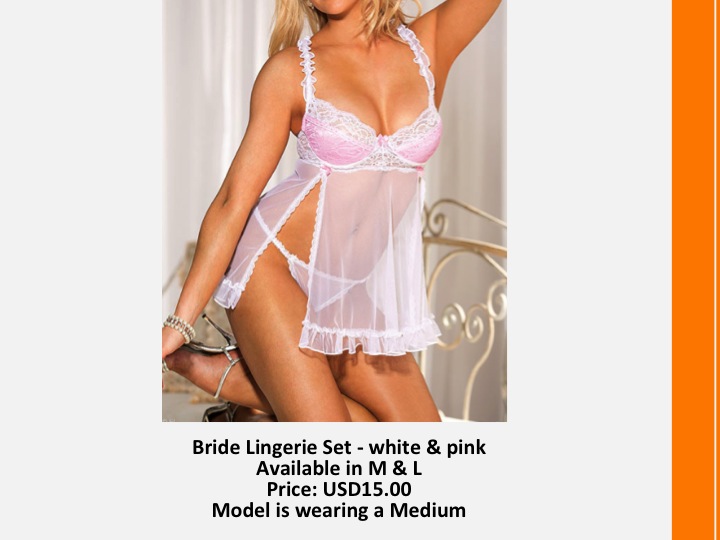 Bride Lingerie Set - white & pink
Available in M & L
Price: USD15.00
Model is wearing a Medium